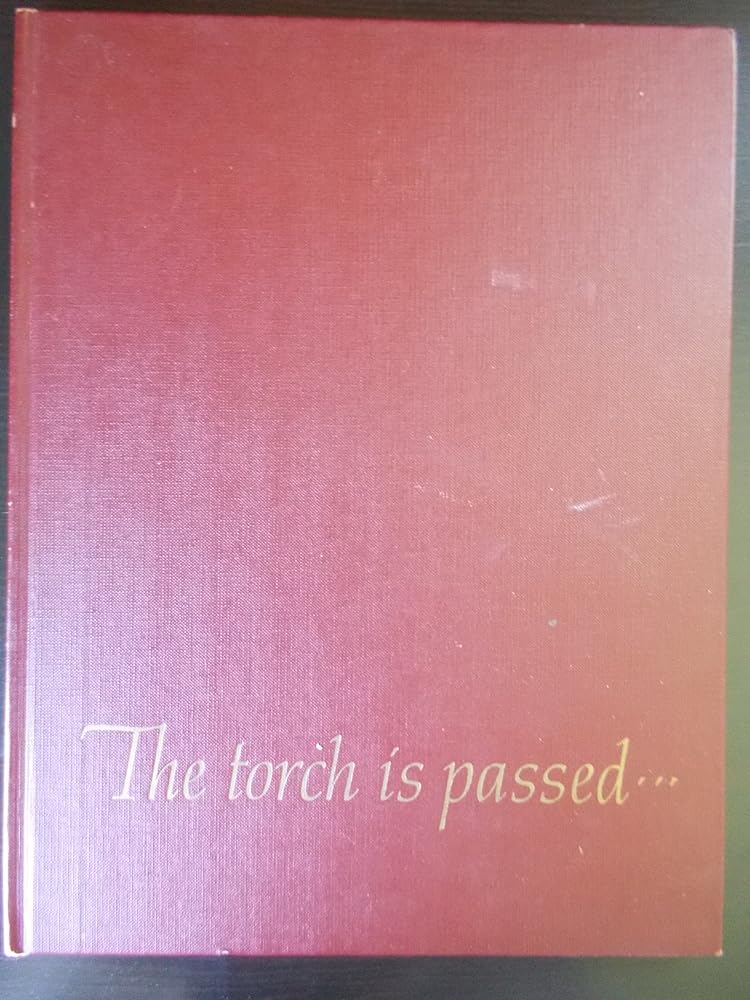 The torch is passed...